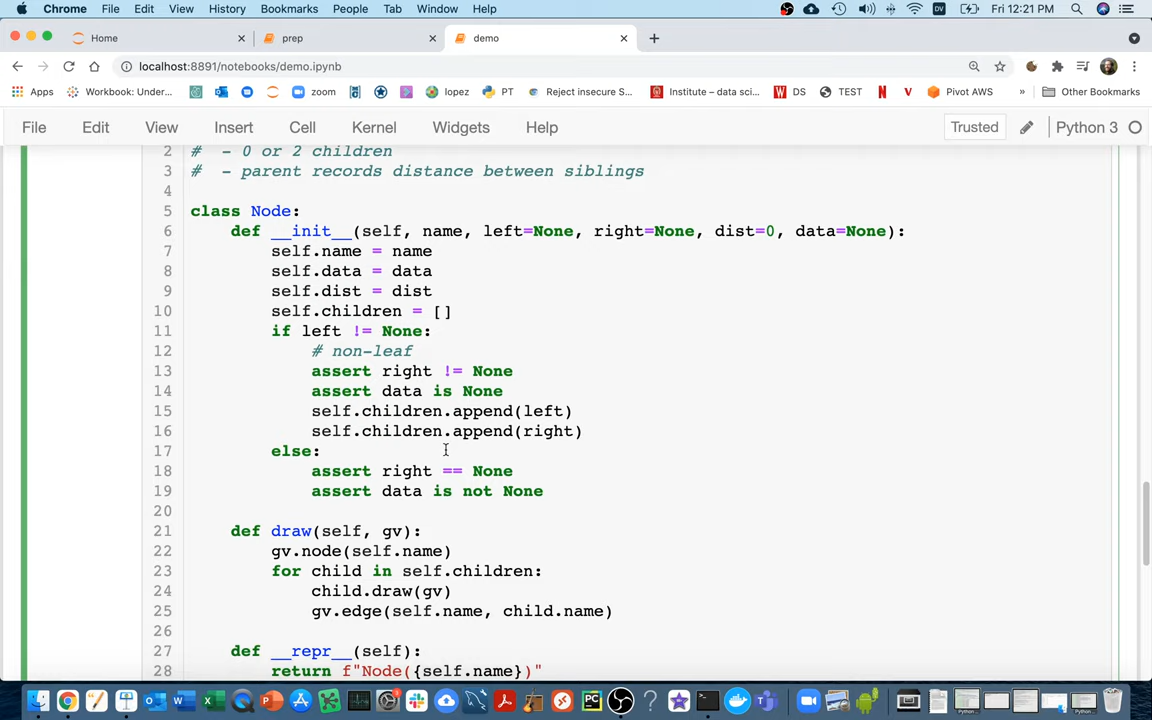 Chrome File Edit View History Bookmarks People Tab Window Help Fri 12:21 PM
Home prep demo
localhost:8891/notebooks/demo.ipynb
Apps Workbook: Under... zoom lopez PT Reject insecure S... Institute – data sci... DS TEST Pivot AWS » Other Bookmarks
File Edit View Insert Cell Kernel Widgets Help Trusted Python 3
2 #  - 0 or 2 children
3 #  - parent records distance between siblings
4
5 class Node:
6     def __init__(self, name, left=None, right=None, dist=0, data=None):
7         self.name = name
8         self.data = data
9         self.dist = dist
10         self.children = []
11         if left != None:
12             # non-leaf
13             assert right != None
14             assert data is None
15             self.children.append(left)
16             self.children.append(right)
17         else:
18             assert right == None
19             assert data is not None
20
21     def draw(self, gv):
22         gv.node(self.name)
23         for child in self.children:
24             child.draw(gv)
25             gv.edge(self.name, child.name)
26
27     def __repr__(self):
28         return f"Node({self.name})"